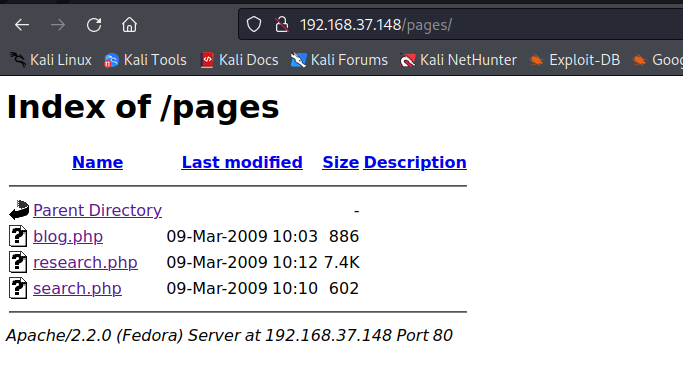 192.168.37.148/pages/
Kali Linux Kali Tools Kali Docs Kali Forums Kali NetHunter Exploit-DB Goog
Index of /pages
Name Last modified Size Description
Parent Directory -
blog.php 09-Mar-2009 10:03 886
research.php 09-Mar-2009 10:12 7.4K
search.php 09-Mar-2009 10:10 602
Apache/2.2.0 (Fedora) Server at 192.168.37.148 Port 80